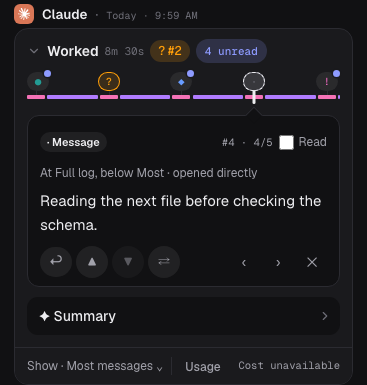 Claude · Today · 9:59 AM
Worked 8m 30s ? #2 4 unread
? !
· Message #4 · 4/5 Read
At Full log, below Most · opened directly
Reading the next file before checking the
schema.
Summary
Show · Most messages Usage Cost unavailable